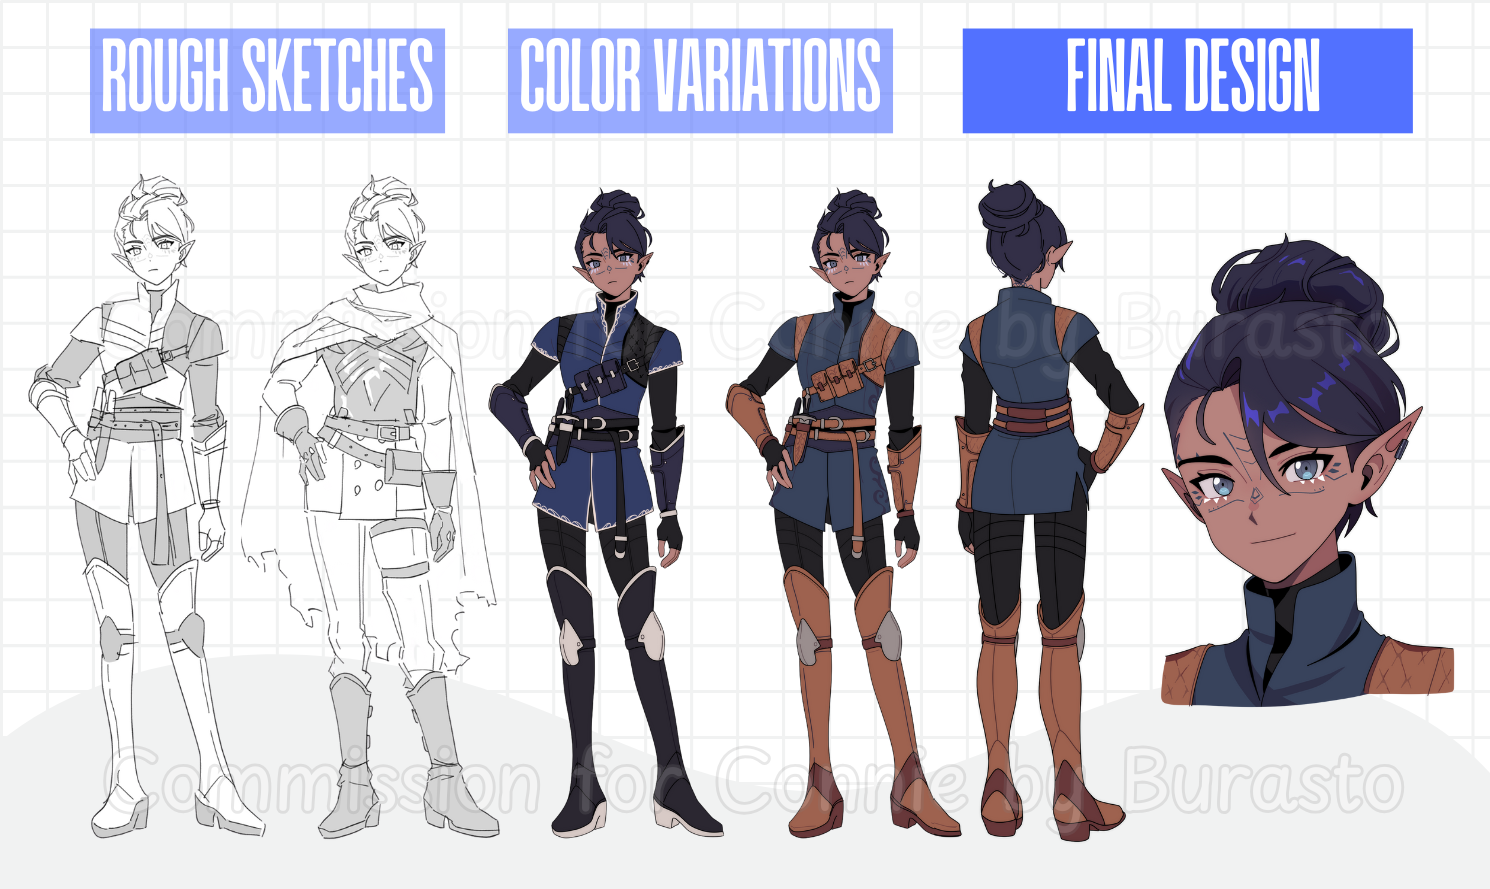 ROUGH SKETCHES
COLOR VARIATIONS
FINAL DESIGN
Commission for Connie by Burasto
Commission for Connie by Burasto